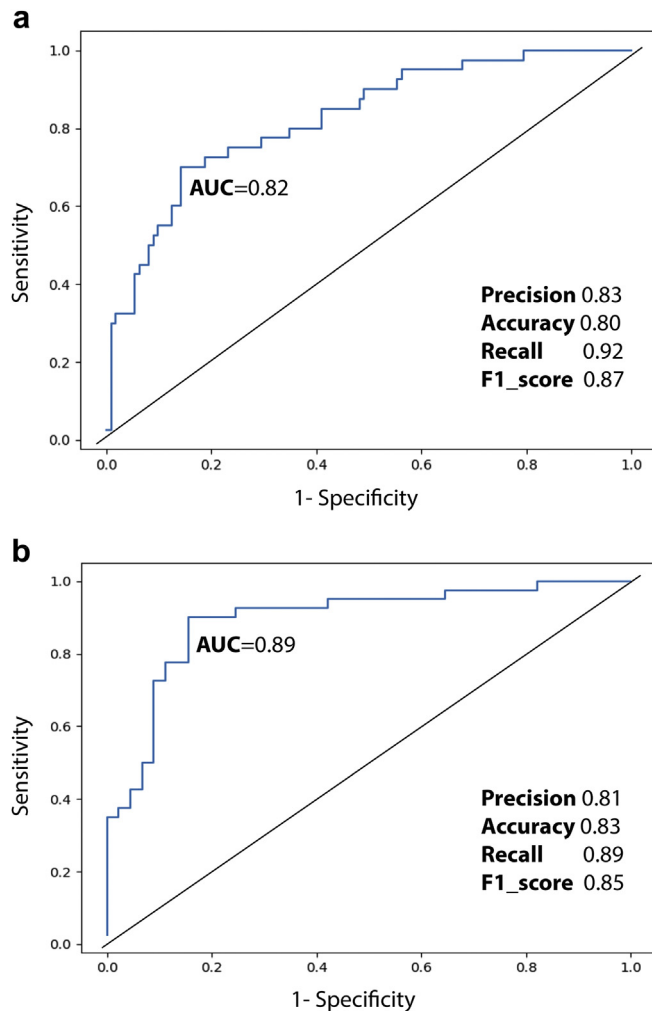 a
1.0
0.8
0.6
0.4
0.2
0.0
Sensitivity
AUC=0.82
Precision 0.83
Accuracy 0.80
Recall 0.92
F1_score 0.87
0.0 0.2 0.4 0.6 0.8 1.0
1- Specificity
b
1.0
0.8
0.6
0.4
0.2
0.0
Sensitivity
AUC=0.89
Precision 0.81
Accuracy 0.83
Recall 0.89
F1_score 0.85
0.0 0.2 0.4 0.6 0.8 1.0
1- Specificity